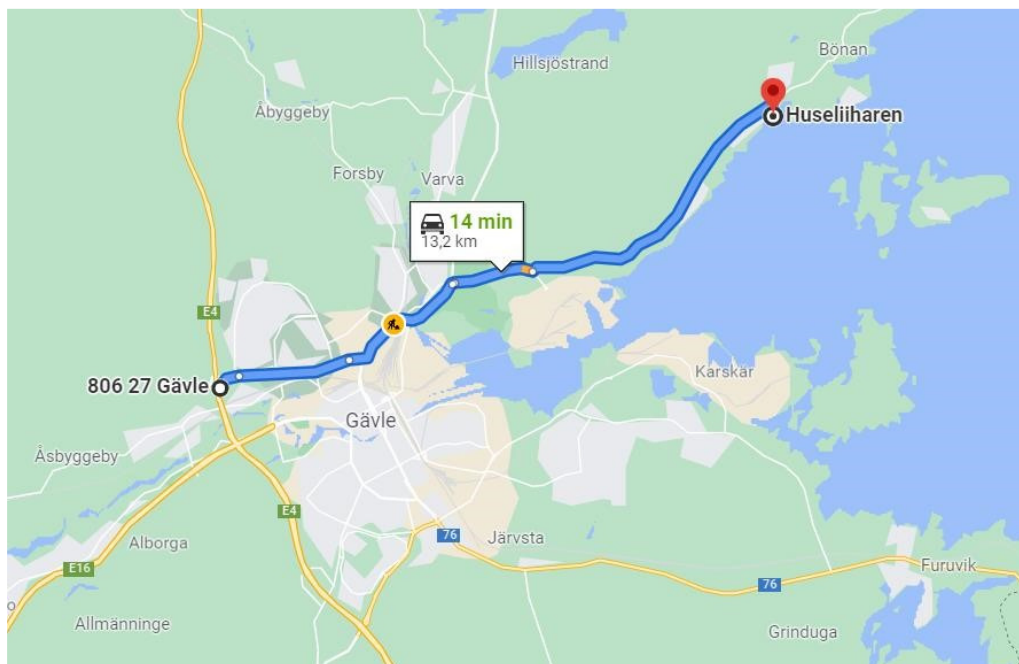 Bönan
Hillsjöstrand
Åbyggeby
Huseliiharen
Forsby
Varva
14 min
13,2 km
E4
Karskär
806 27 Gävle
Gävle
Åsbyggeby
E4
76
Järvsta
Alborga
E16
76
Furuvik
o
Allmänninge
Grinduga